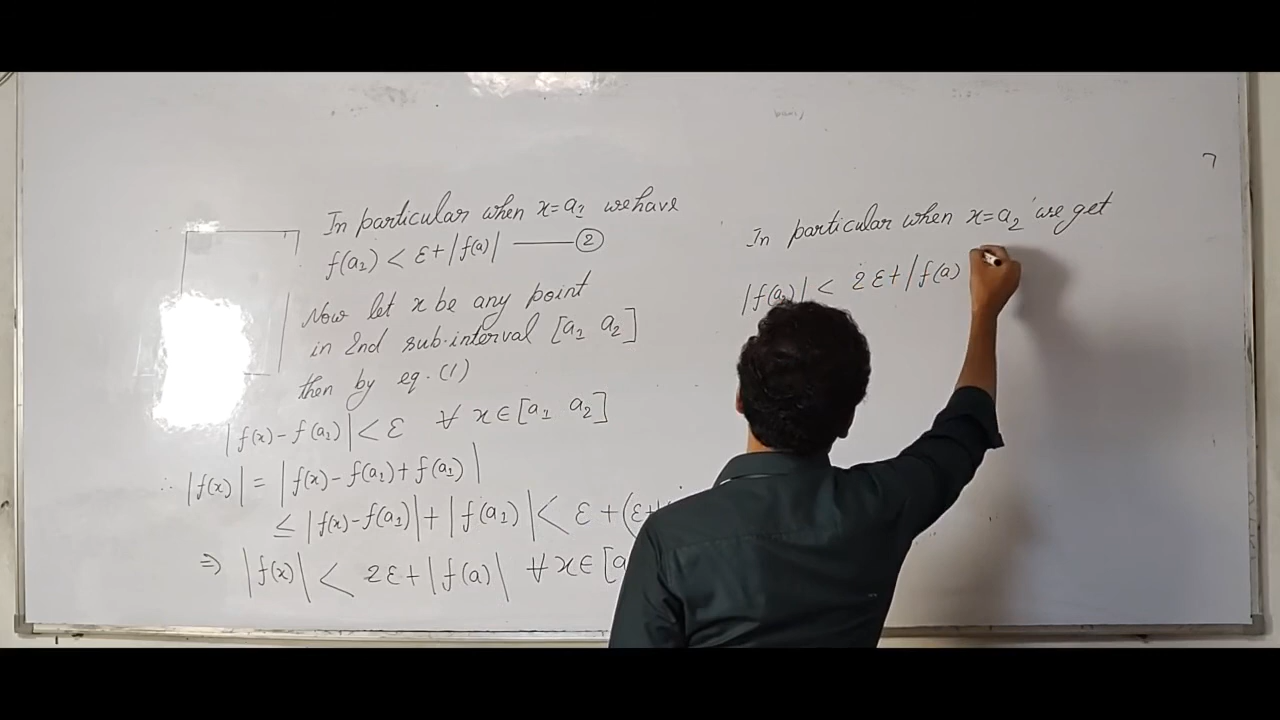 In particular when x=a₁ we have
f(a₁) < ε+|f(a)| —— ②
Now let x be any point
in 2nd sub-interval [a₁ a₂]
then by eq. (1)
|f(x)-f(a₁)| < ε ∀ x∈[a₁ a₂]
∴ |f(x)| = |f(x)-f(a₁)+f(a₁)|
≤ |f(x)-f(a₁)|+|f(a₁)| < ε+(ε+
⇒ |f(x)| < 2ε+|f(a)| ∀ x∈[a
7
In particular when x=a₂ we get
|f(a₂)| < 2ε+|f(a)